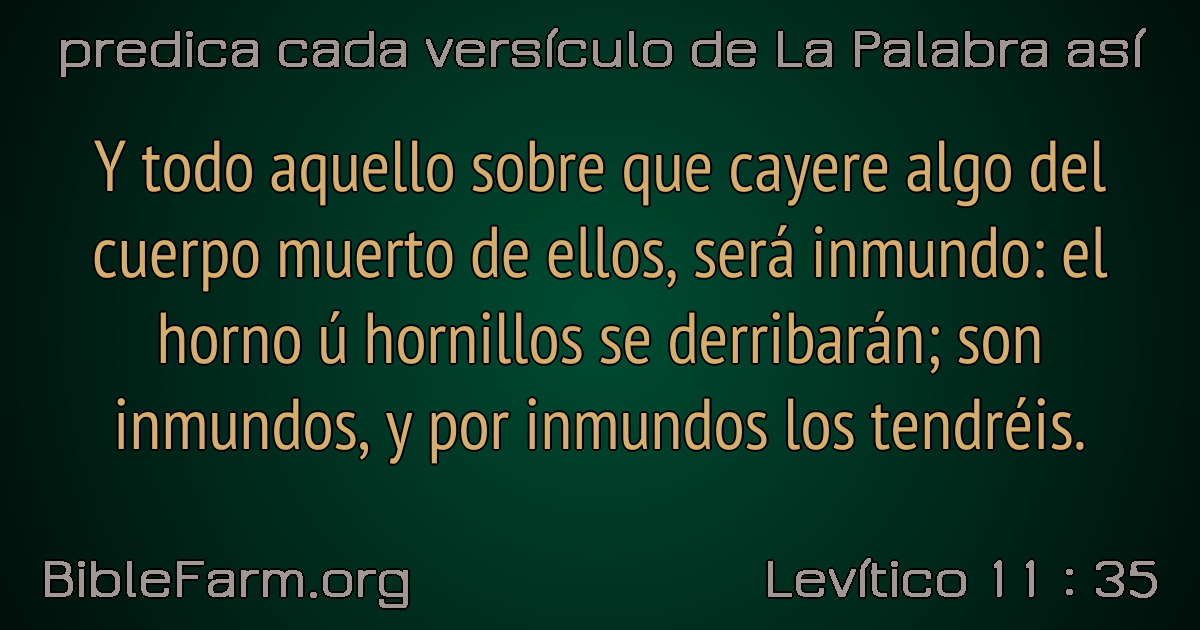 predica cada versículo de La Palabra así
Y todo aquello sobre que cayere algo del
cuerpo muerto de ellos, será inmundo: el
horno ú hornillos se derribarán; son
inmundos, y por inmundos los tendréis.
BibleFarm.org
Levítico 11 : 35